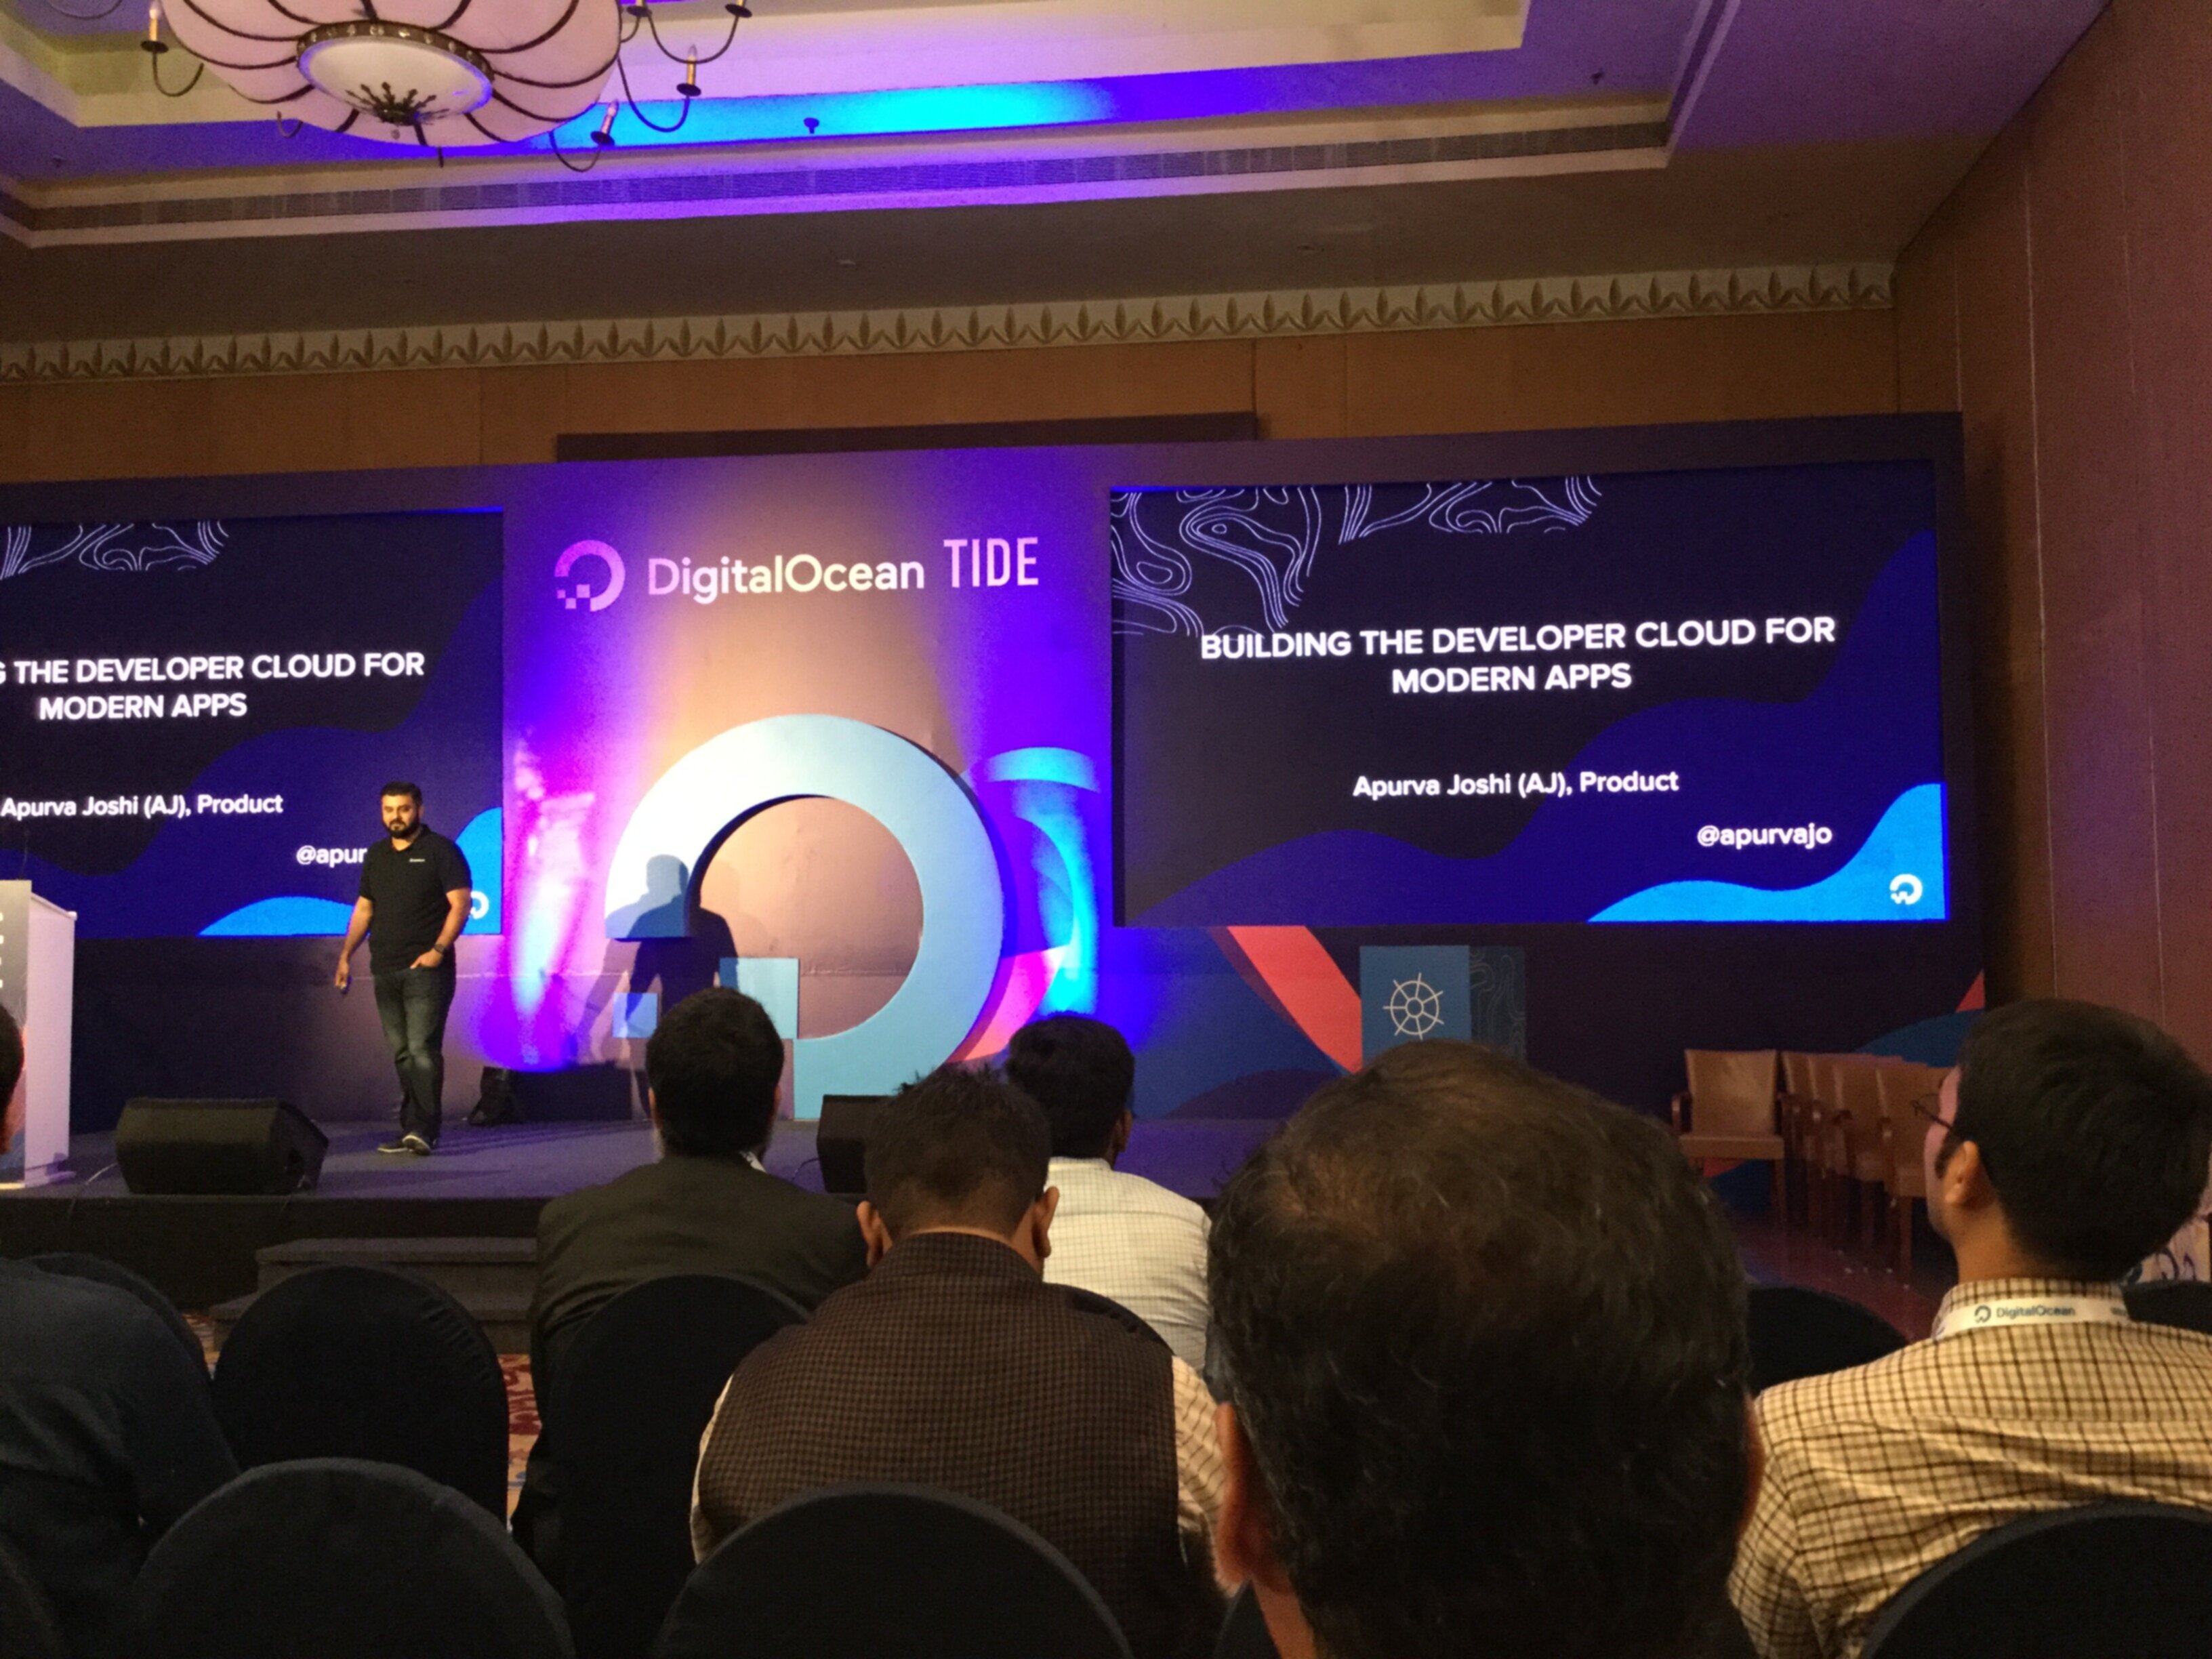 DigitalOcean TIDE
G THE DEVELOPER CLOUD FOR
MODERN APPS
Apurva Joshi (AJ), Product
@apur
BUILDING THE DEVELOPER CLOUD FOR
MODERN APPS
Apurva Joshi (AJ), Product
@apurvajo
DigitalOcean